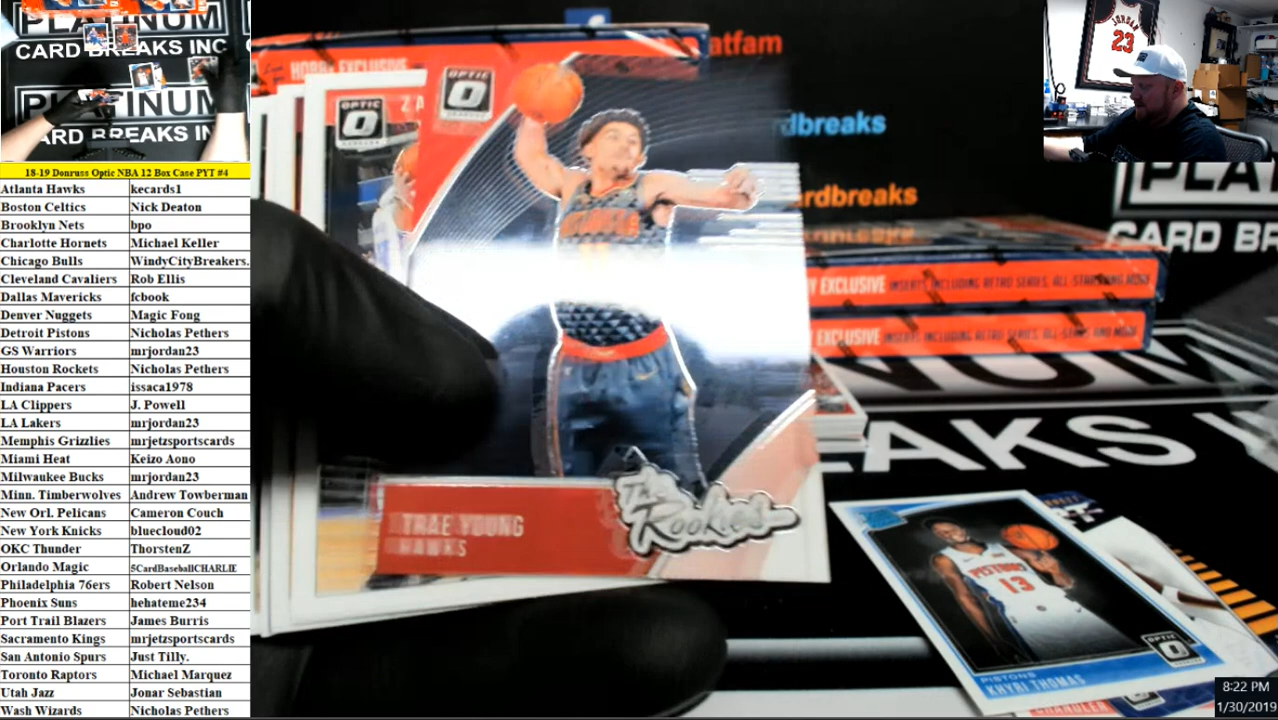 PLATINUM
CARD BREAKS INC
PLATINUM
CARD BREAKS IN
18-19 Donruss Optic NBA 12 Box Case PYT #4
Atlanta Hawks kecards1
Boston Celtics Nick Deaton
Brooklyn Nets bpo
Charlotte Hornets Michael Keller
Chicago Bulls WindyCityBreakers.
Cleveland Cavaliers Rob Ellis
Dallas Mavericks fcbook
Denver Nuggets Magic Fong
Detroit Pistons Nicholas Pethers
GS Warriors mrjordan23
Houston Rockets Nicholas Pethers
Indiana Pacers issaca1978
LA Clippers J. Powell
LA Lakers mrjordan23
Memphis Grizzlies mrjetzsportscards
Miami Heat Keizo Aono
Milwaukee Bucks mrjordan23
Minn. Timberwolves Andrew Towberman
New Orl. Pelicans Cameron Couch
New York Knicks bluecloud02
OKC Thunder ThorstenZ
Orlando Magic 5CardBaseballCHARLIE
Philadelphia 76ers Robert Nelson
Phoenix Suns hehateme234
Port Trail Blazers James Burris
Sacramento Kings mrjetzsportscards
San Antonio Spurs Just Tilly.
Toronto Raptors Michael Marquez
Utah Jazz Jonar Sebastian
Wash Wizards Nicholas Pethers
HOBBY EXCLUSIVE
OPTIC
OPTIC
ZA
TRAE YOUNG
HAWKS
The Rookies
atfam
dbreaks
ardbreaks
JORDAN
23
PLA
CARD BR
Y EXCLUSIVE INSERTS INCLUDING RETRO SERIES, ALL-STARS AND MORE
EXCLUSIVE INSERTS INCLUDING RETRO SERIES, ALL-STARS AND MORE
NUM
EAKS
PISTONS
13
OPTIC
PISTONS
KHYRI THOMAS
CHANDLER
8:22 PM
1/30/2019